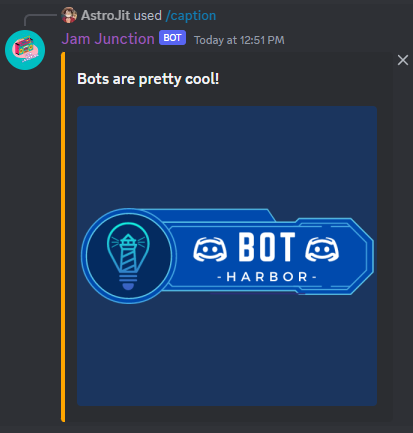 AstroJit used /caption
Jam Junction BOT Today at 12:51 PM
Bots are pretty cool!
BOT
-HARBOR-